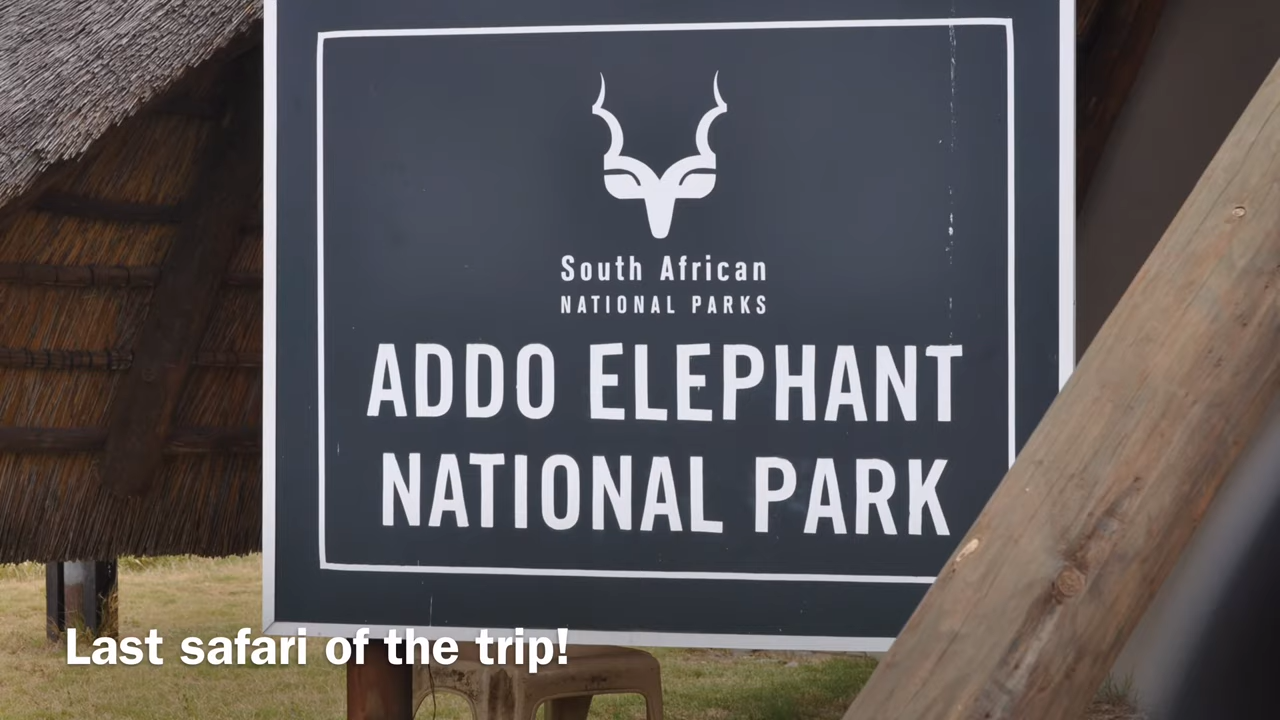 South African
NATIONAL PARKS
ADDO ELEPHANT
NATIONAL PARK
Last safari of the trip!